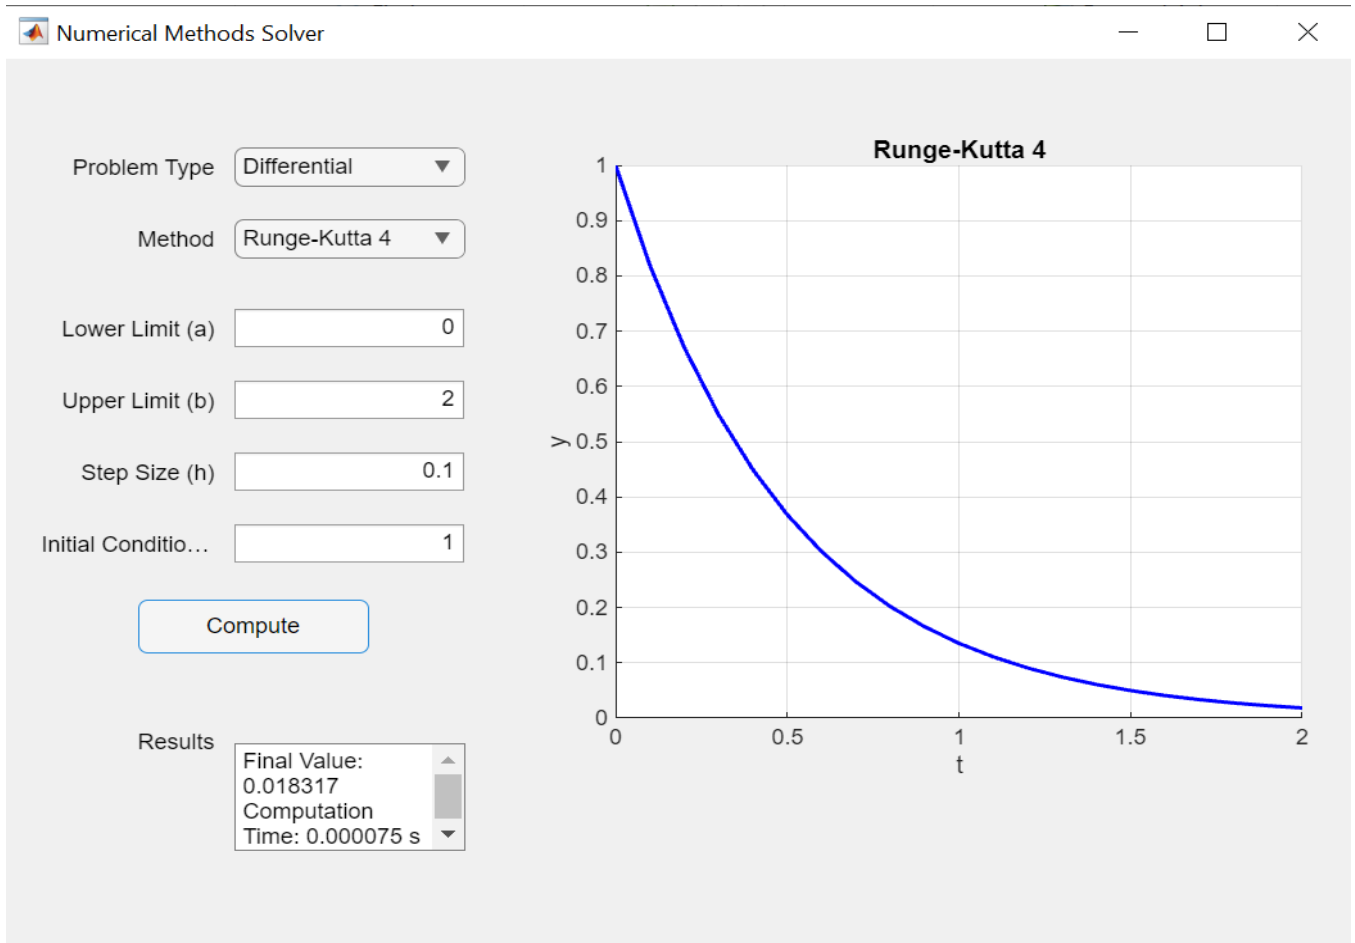 Numerical Methods Solver
Problem Type
Differential
Method
Runge-Kutta 4
Lower Limit (a)
0
Upper Limit (b)
2
Step Size (h)
0.1
Initial Conditio...
1
Compute
Results
Final Value:
0.018317
Computation
Time: 0.000075 s
Runge-Kutta 4
1
0.9
0.8
0.7
0.6
0.5
0.4
0.3
0.2
0.1
0
y
0 0.5 1 1.5 2
t